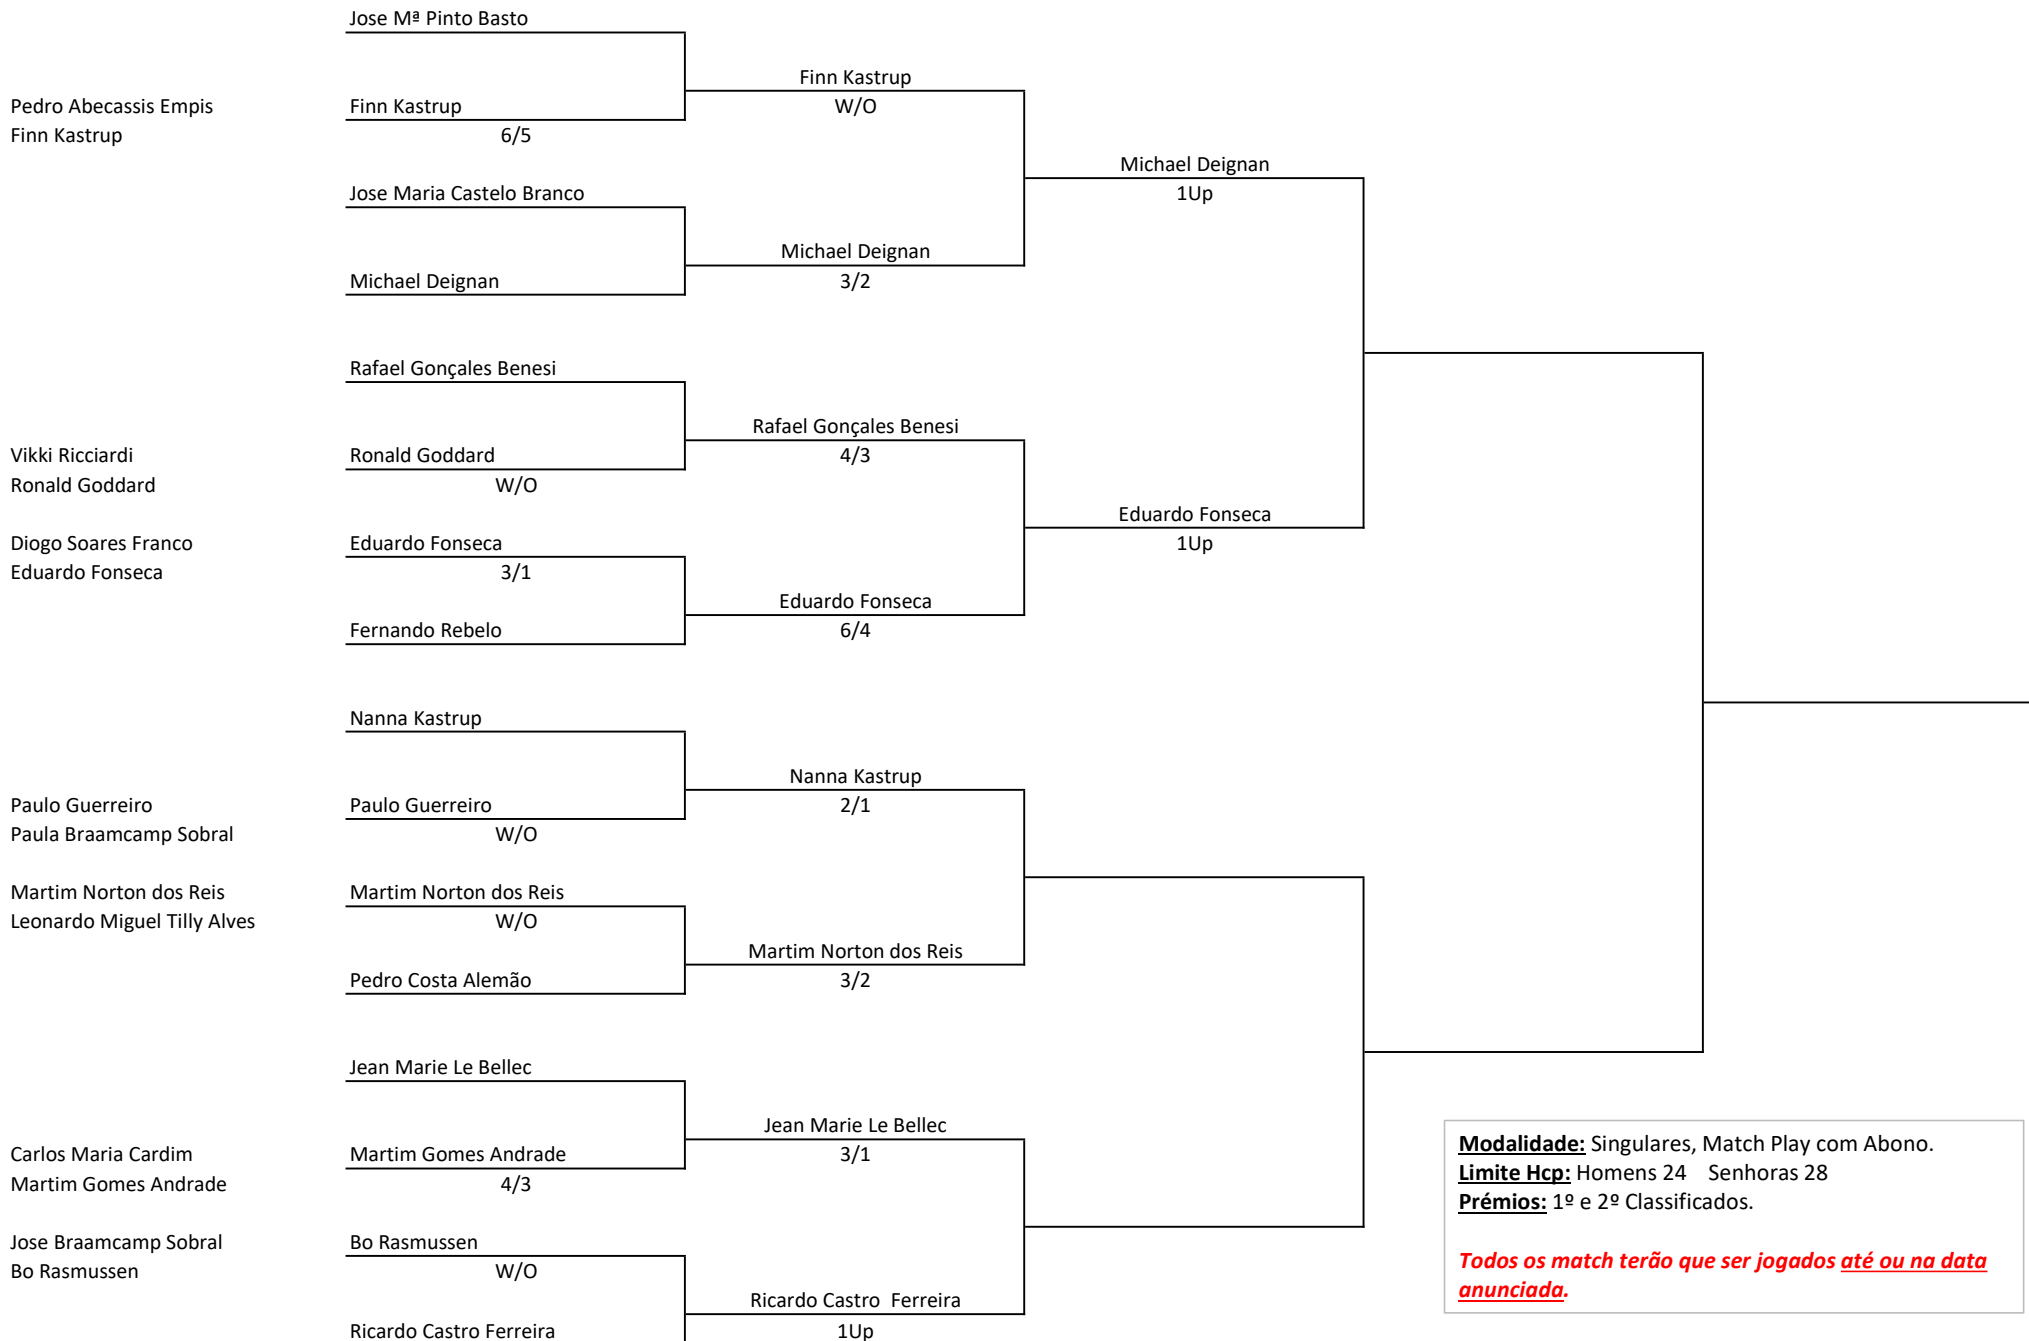 Jose Mª Pinto Basto
Finn Kastrup
Pedro Abecassis Empis
Finn Kastrup
W/O
Finn Kastrup
6/5
Michael Deignan
Jose Maria Castelo Branco
1Up
Michael Deignan
Michael Deignan
3/2
Rafael Gonçales Benesi
Rafael Gonçales Benesi
Vikki Ricciardi
Ronald Goddard
4/3
Ronald Goddard
W/O
Eduardo Fonseca
Diogo Soares Franco
Eduardo Fonseca
1Up
Eduardo Fonseca
3/1
Eduardo Fonseca
Fernando Rebelo
6/4
Nanna Kastrup
Nanna Kastrup
Paulo Guerreiro
Paulo Guerreiro
2/1
Paula Braamcamp Sobral
W/O
Martim Norton dos Reis
Martim Norton dos Reis
Leonardo Miguel Tilly Alves
W/O
Martim Norton dos Reis
Pedro Costa Alemão
3/2
Jean Marie Le Bellec
Jean Marie Le Bellec
Carlos Maria Cardim
Martim Gomes Andrade
3/1
Martim Gomes Andrade
4/3
Jose Braamcamp Sobral
Bo Rasmussen
Bo Rasmussen
W/O
Ricardo Castro  Ferreira
Ricardo Castro Ferreira
1Up
Modalidade: Singulares, Match Play com Abono.
Limite Hcp: Homens 24    Senhoras 28
Prémios: 1º e 2º Classificados.
Todos os match terão que ser jogados até ou na data
anunciada.